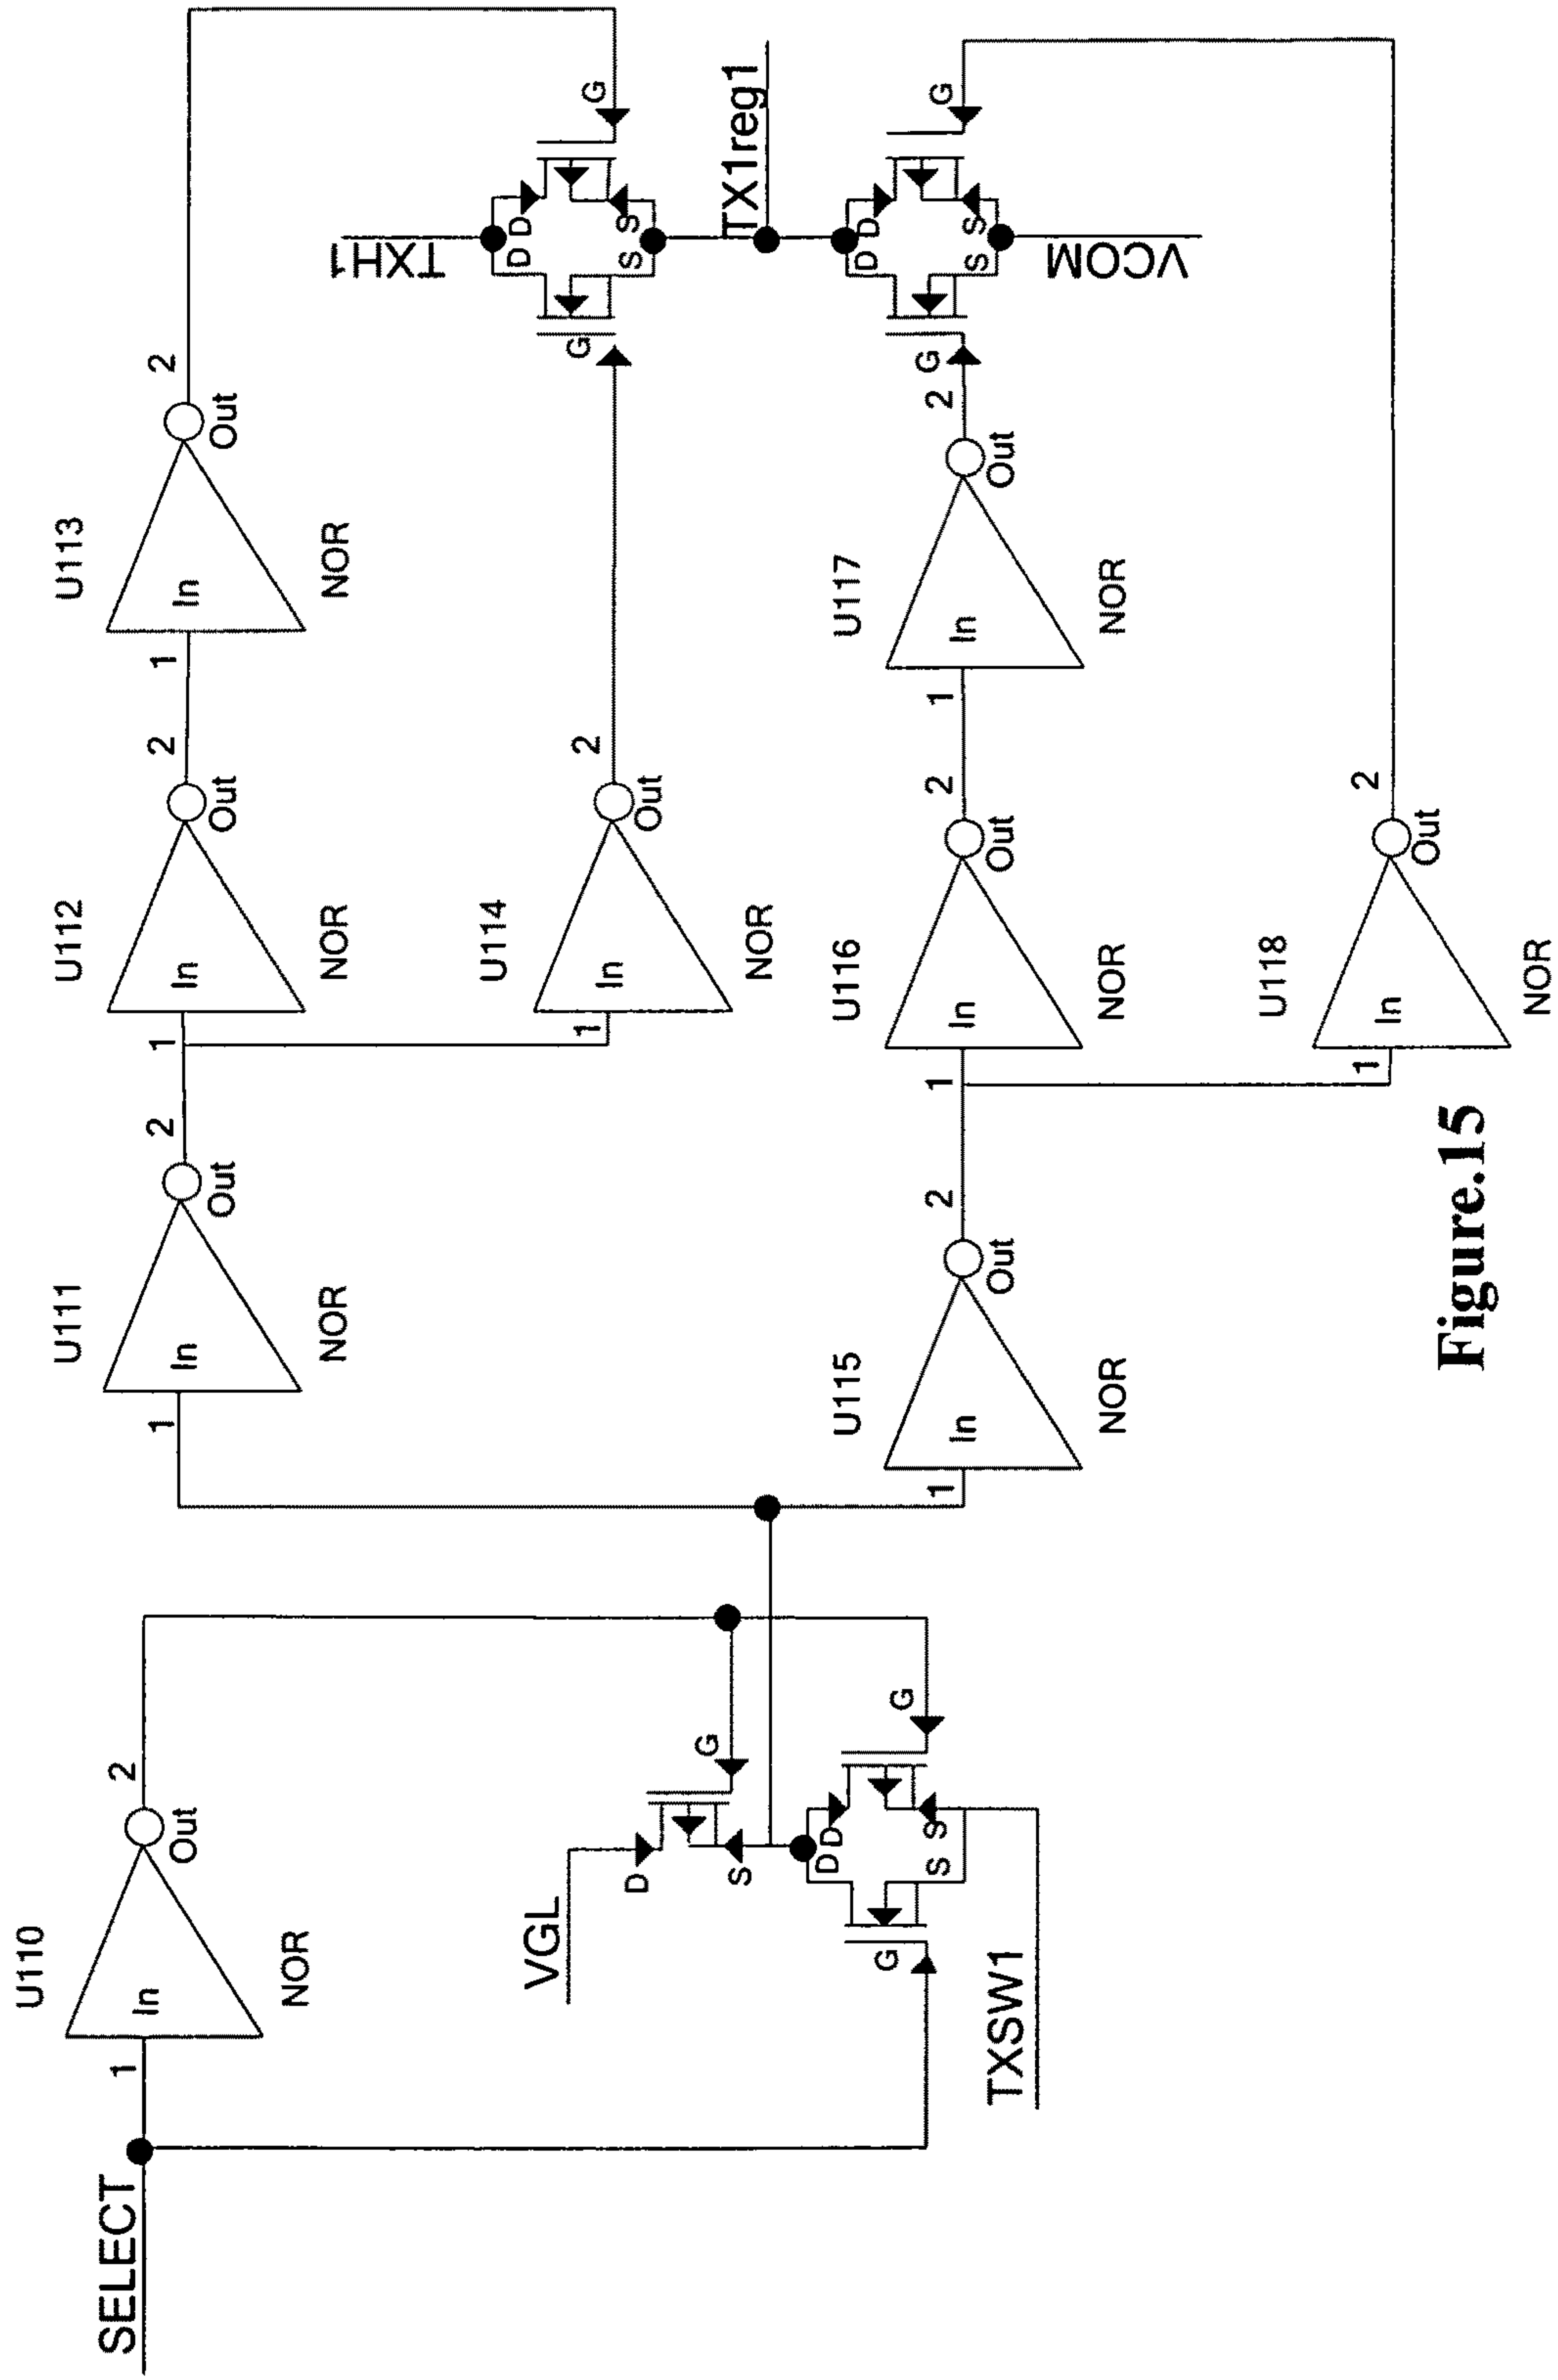 SELECT
1
U110
In
NOR
Out
2
VGL
D
S
G
TXSW1
G
D
D
S
S
G
1
U111
In
NOR
Out
2
1
U112
In
NOR
Out
2
1
U113
In
NOR
Out
2
1
U114
In
NOR
Out
2
1
U115
In
NOR
Out
2
1
U116
In
NOR
Out
2
1
U117
In
NOR
Out
2
1
U118
In
NOR
Out
2
TXH1
D
D
G
G
S
S
TX1reg1
D
D
G
G
S
S
VCOM
Figure.15